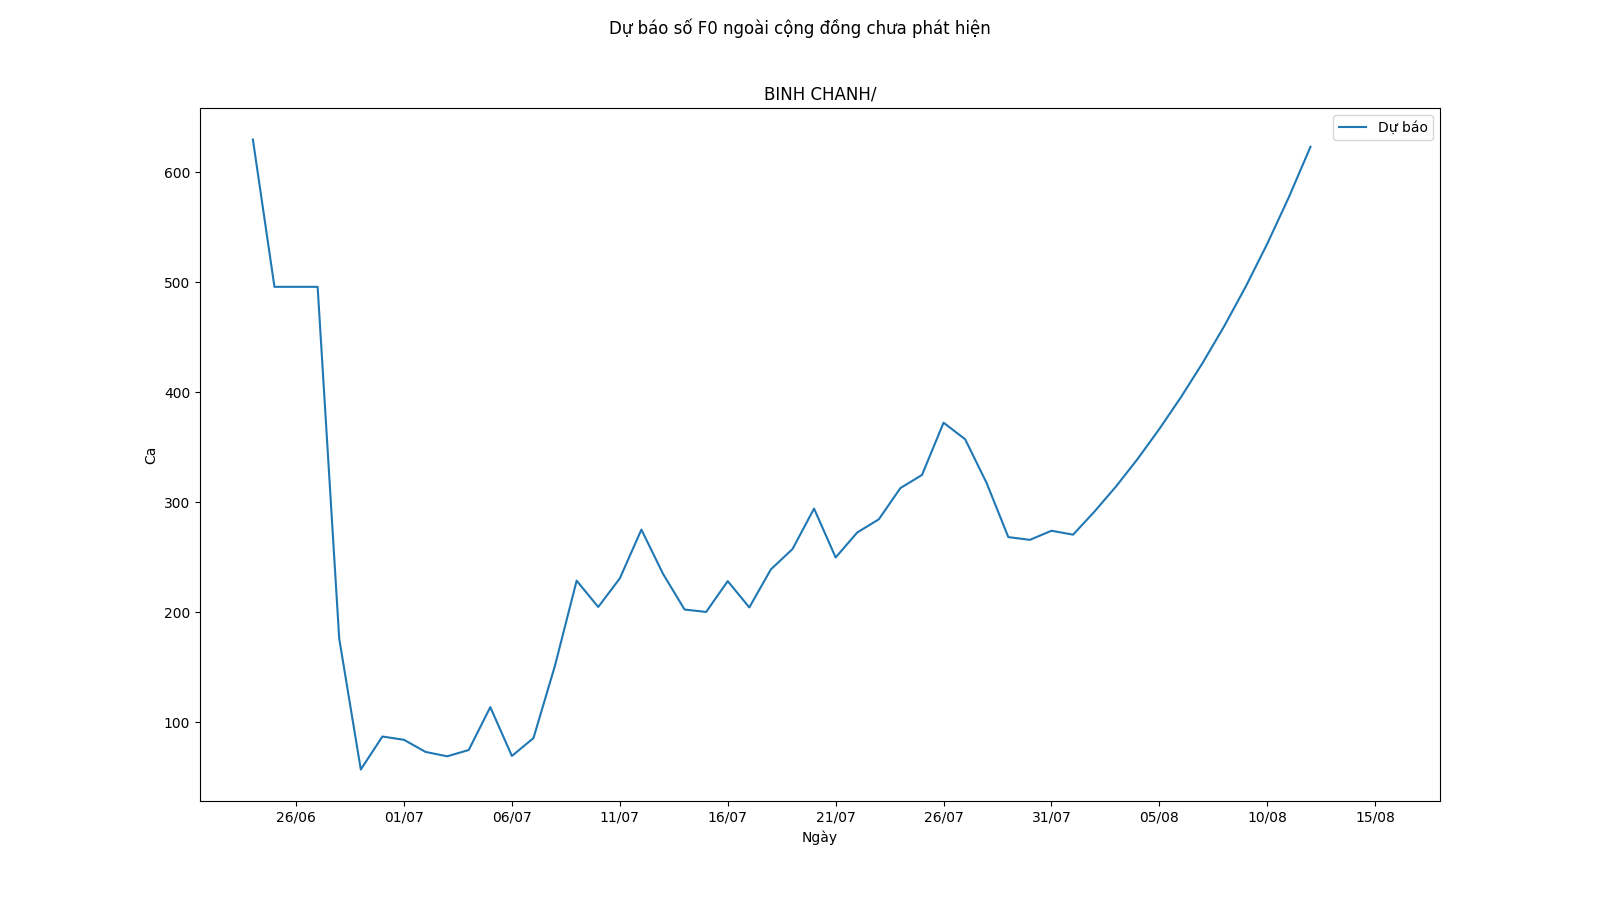 Dự báo số F0 ngoài cộng đồng chưa phát hiện
BINH CHANH/
Dự báo
600
500
400
300
200
100
Ca
26/06 01/07 06/07 11/07 16/07 21/07 26/07 31/07 05/08 10/08 15/08
Ngày